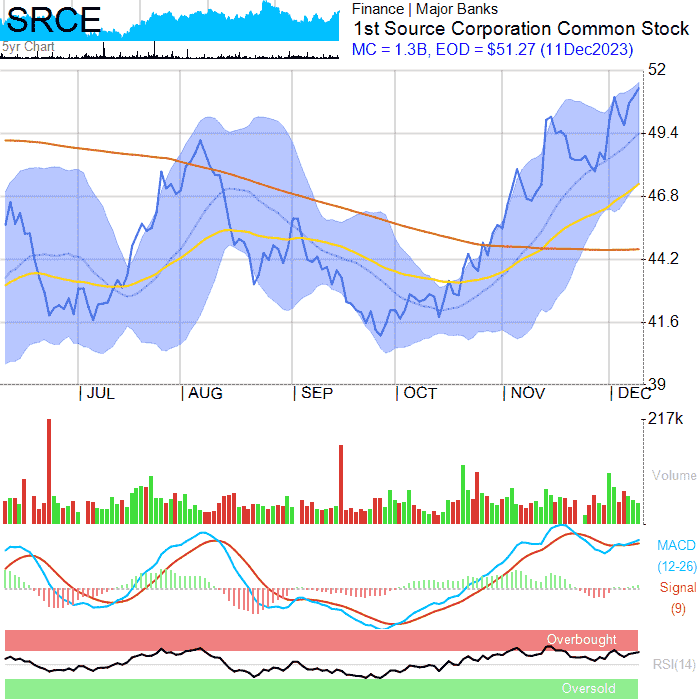 SRCE
5yr Chart
Finance | Major Banks
1st Source Corporation Common Stock
MC = 1.3B, EOD = $51.27 (11Dec2023)
52
49.4
46.8
44.2
41.6
39
JUL
AUG
SEP
OCT
NOV
DEC
217k
Volume
MACD
(12-26)
Signal
(9)
Overbought
RSI(14)
Oversold